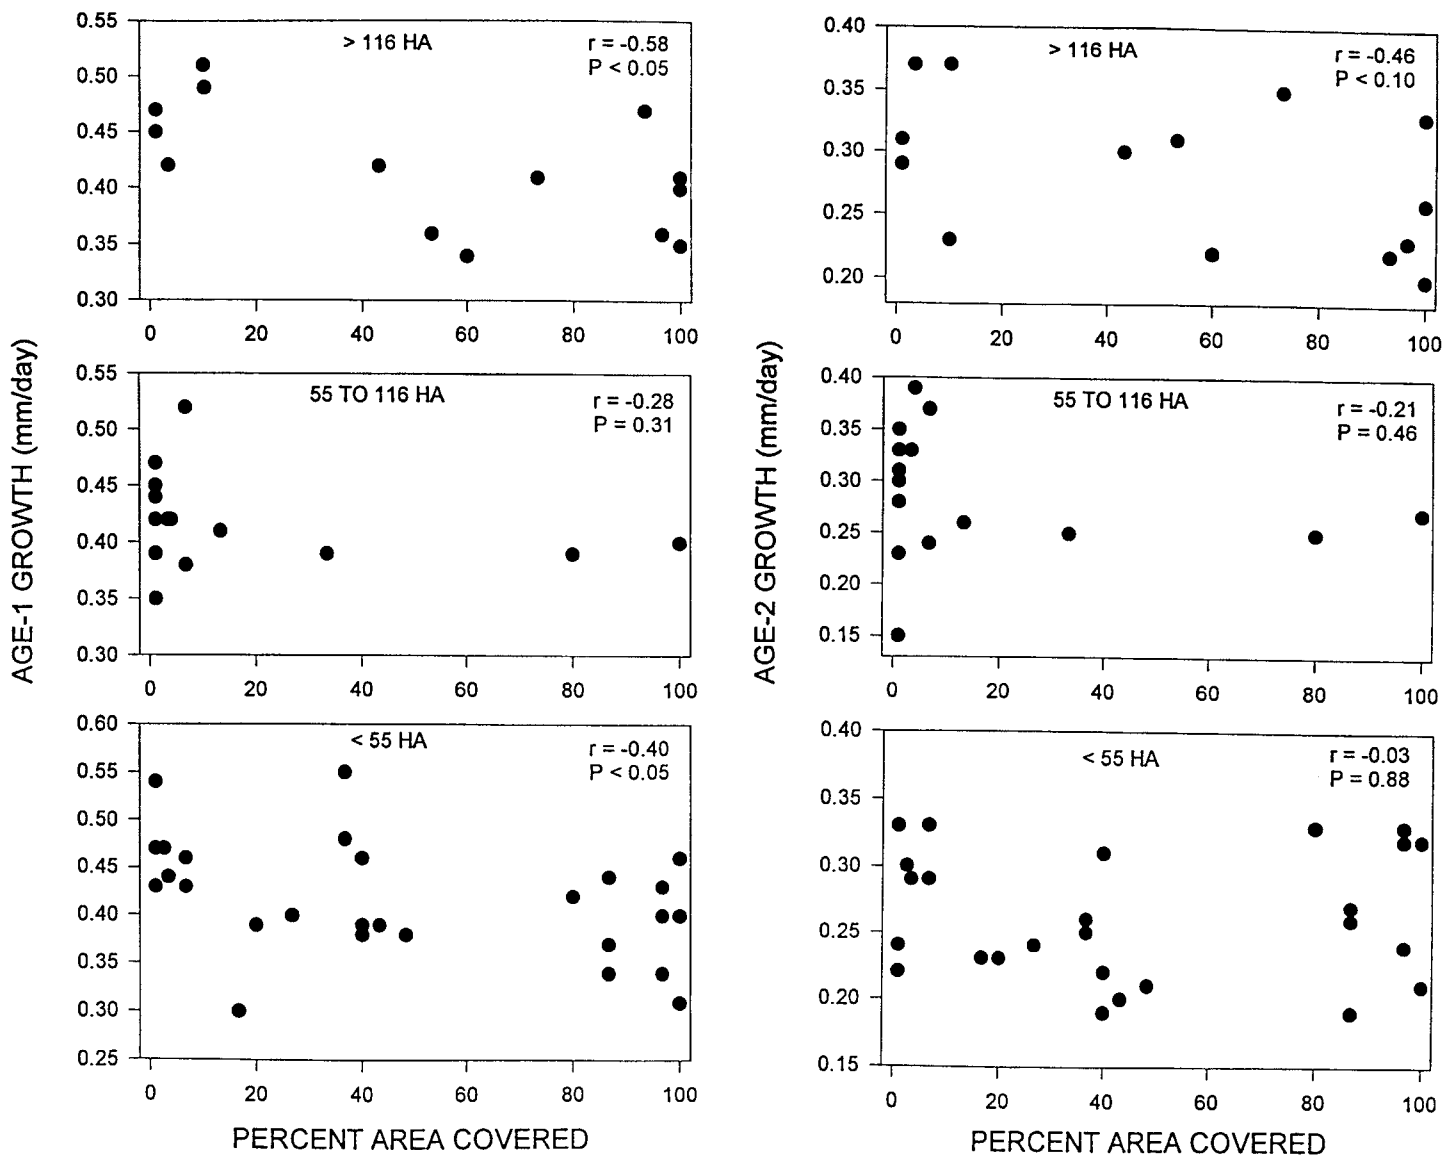 0.55
0.50
0.45
0.40
0.35
0.30
> 116 HA
r = -0.58
P < 0.05
0 20 40 60 80 100
0.40
0.35
0.30
0.25
0.20
> 116 HA
r = -0.46
P < 0.10
0 20 40 60 80 100
AGE-1 GROWTH (mm/day)
0.55
0.50
0.45
0.40
0.35
0.30
55 TO 116 HA
r = -0.28
P = 0.31
0 20 40 60 80 100
AGE-2 GROWTH (mm/day)
0.40
0.35
0.30
0.25
0.20
0.15
55 TO 116 HA
r = -0.21
P = 0.46
0 20 40 60 80 100
0.60
0.55
0.50
0.45
0.40
0.35
0.30
0.25
< 55 HA
r = -0.40
P < 0.05
0 20 40 60 80 100
PERCENT AREA COVERED
0.40
0.35
0.30
0.25
0.20
0.15
< 55 HA
r = -0.03
P = 0.88
0 20 40 60 80 100
PERCENT AREA COVERED